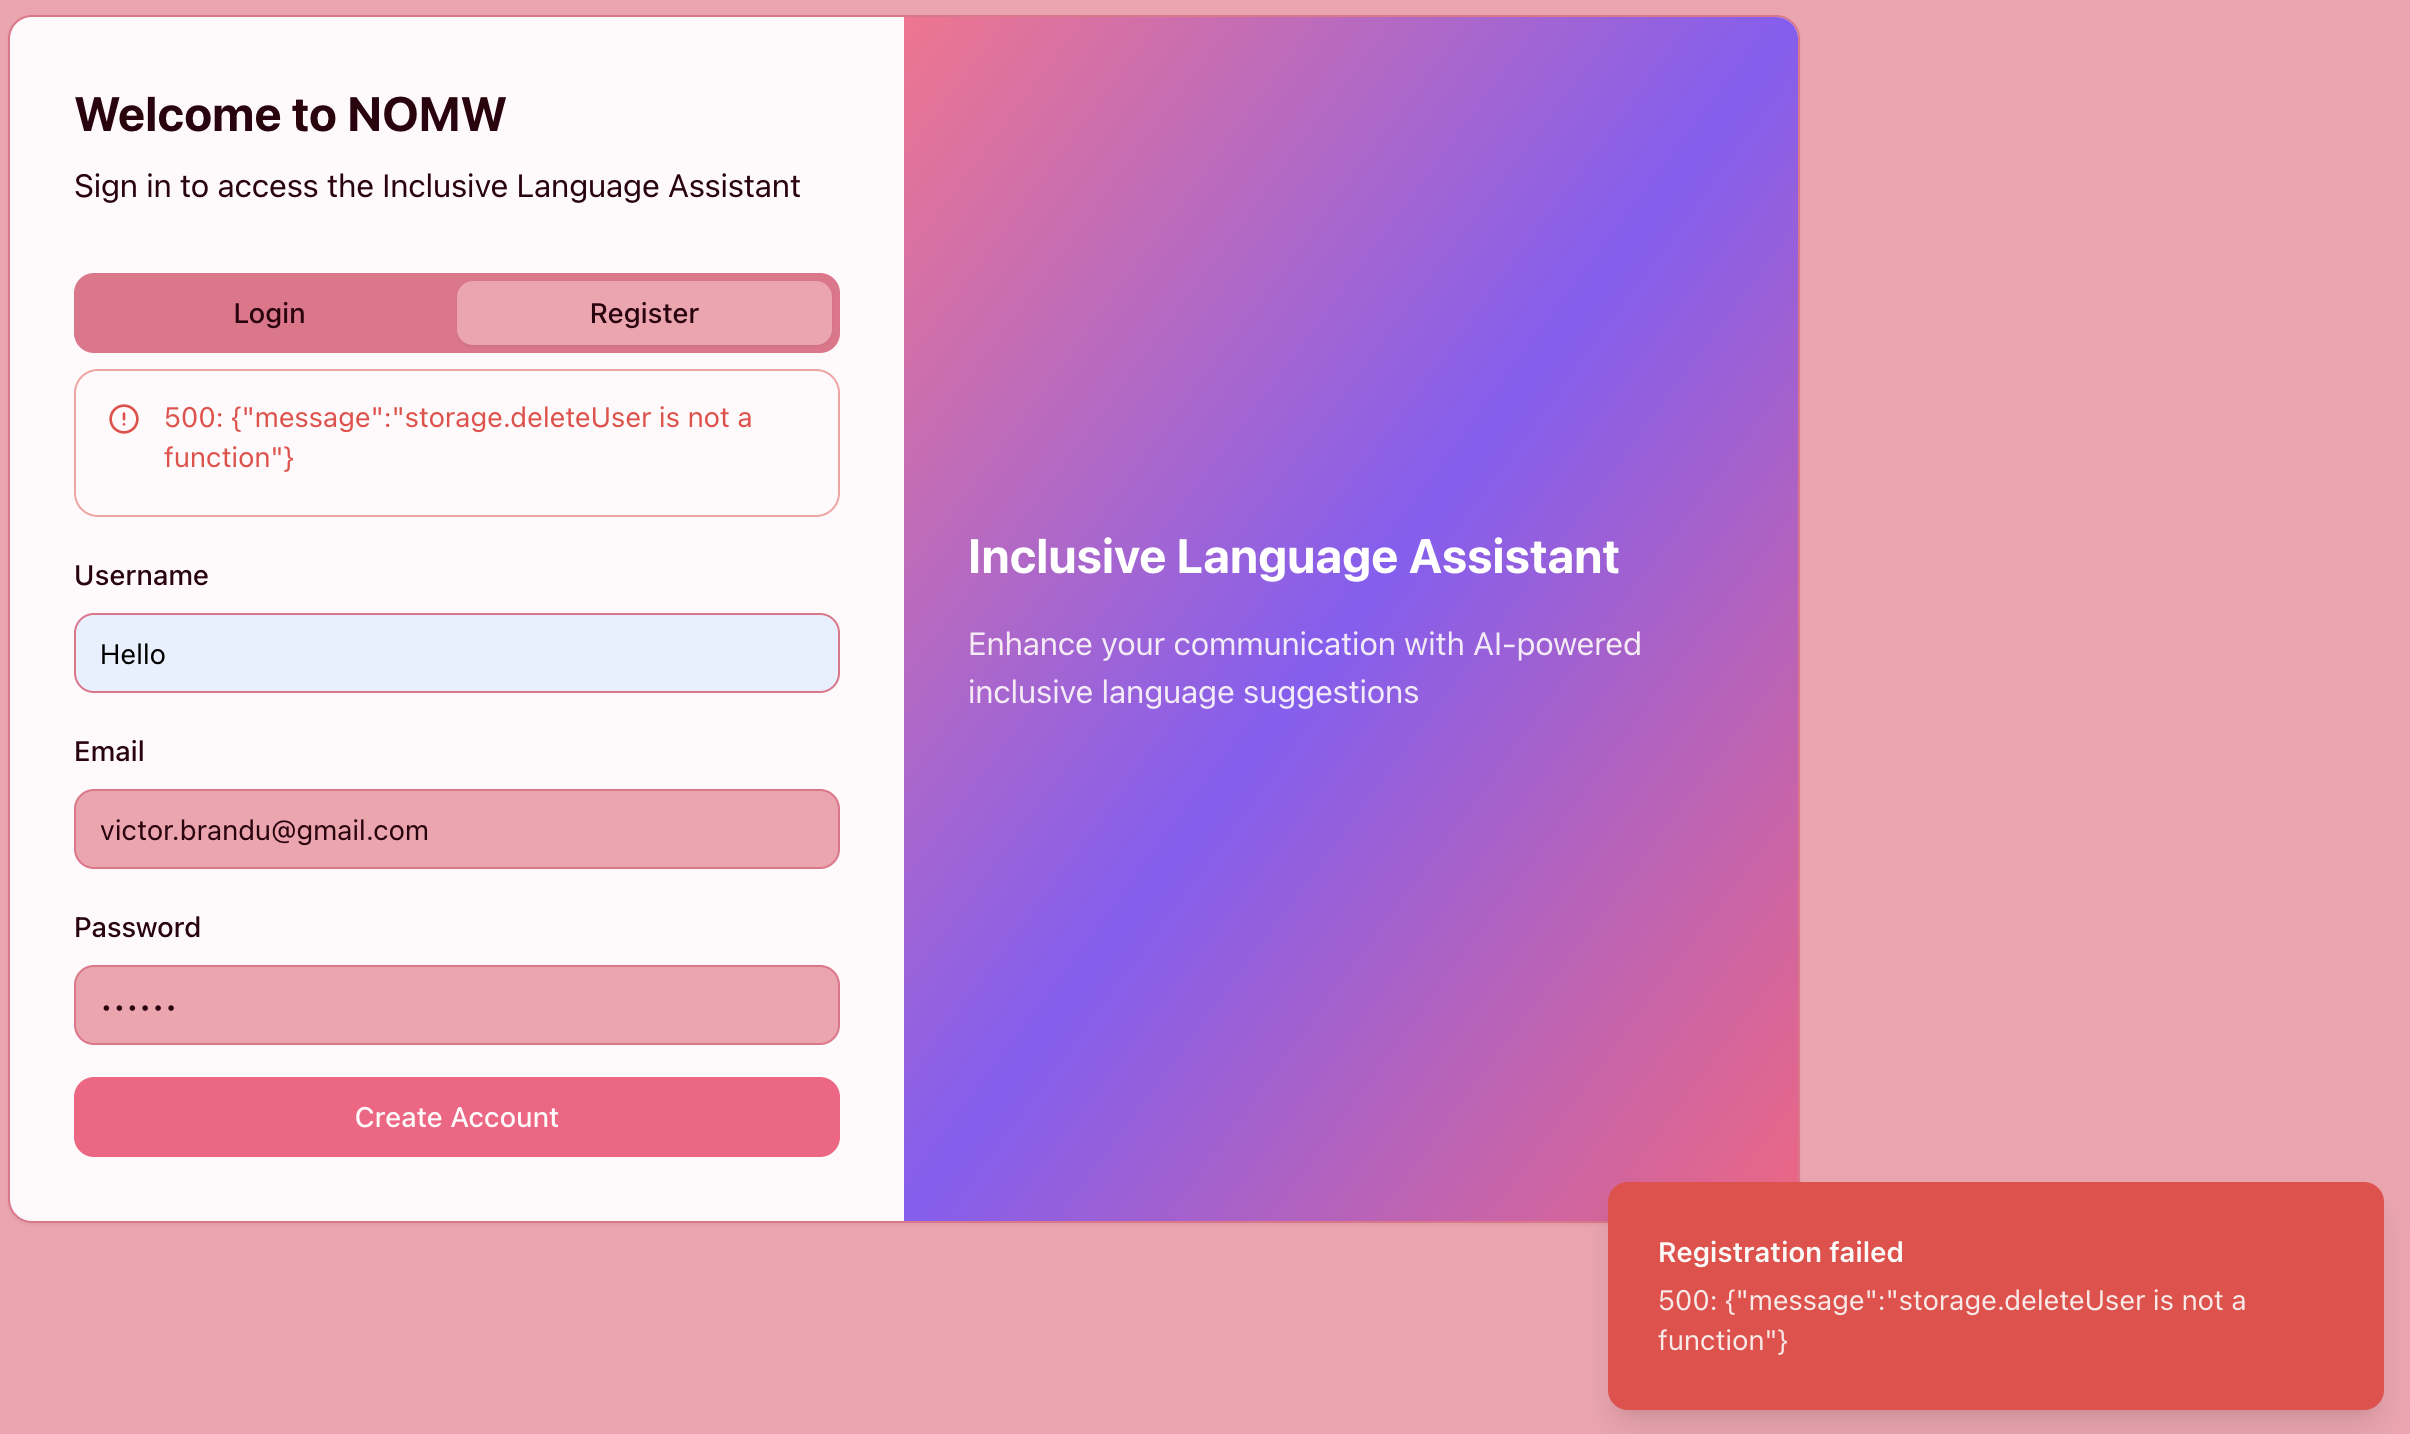 Welcome to NOMW
Sign in to access the Inclusive Language Assistant
Login
Register
500: {"message":"storage.deleteUser is not a
function"}
Username
Hello
Email
victor.brandu@gmail.com
Password
••••••
Create Account
Inclusive Language Assistant
Enhance your communication with AI-powered
inclusive language suggestions
Registration failed
500: {"message":"storage.deleteUser is not a
function"}